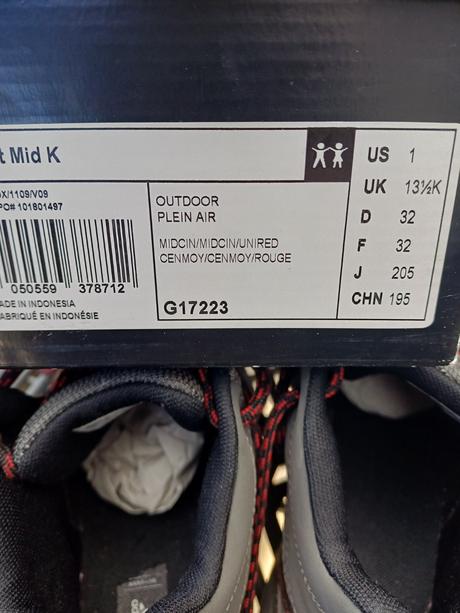 t Mid K
X/1109/V09
PO# 101801497
050559 378712
ADE IN INDONESIA
ABRIQUÉ EN INDONÉSIE
OUTDOOR
PLEIN AIR
MIDCIN/MIDCIN/UNIRED
CENMOY/CENMOY/ROUGE
G17223
US 1
UK 13½K
D 32
F 32
J 205
CHN 195